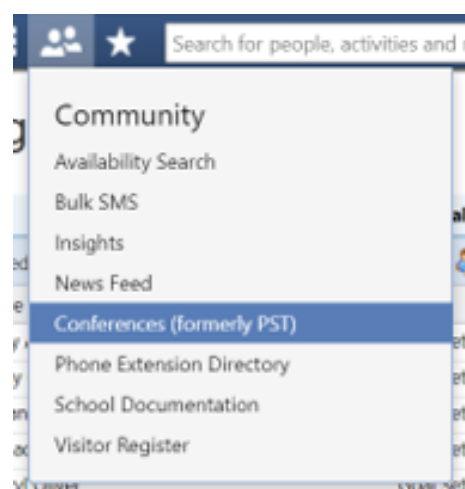 Search for people, activities and
Community
Availability Search
Bulk SMS
Insights
News Feed
Conferences (formerly PST)
Phone Extension Directory
School Documentation
Visitor Register